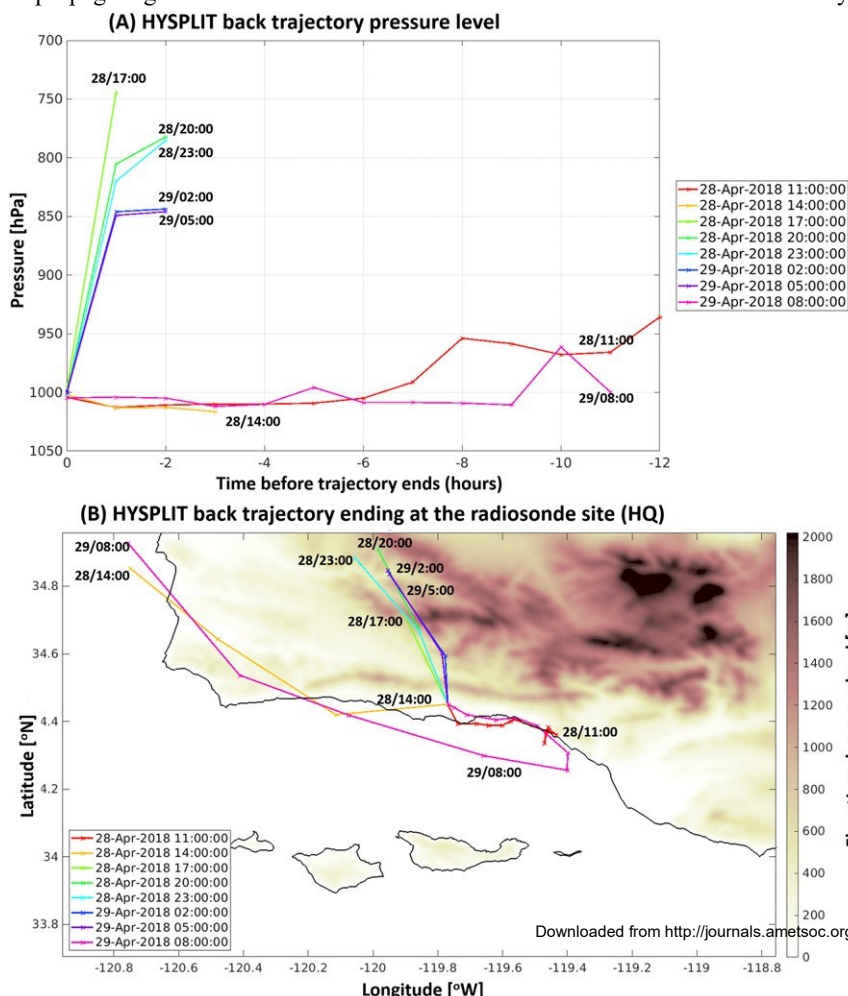 (A) HYSPLIT back trajectory pressure level
700
750
800
850
900
950
1000
1050
Pressure [hPa]
28/17:00
28/20:00
28/23:00
29/02:00
29/05:00
28/11:00
29/08:00
28/14:00
0
-2
-4
-6
-8
-10
-12
Time before trajectory ends (hours)
28-Apr-2018 11:00:00
28-Apr-2018 14:00:00
28-Apr-2018 17:00:00
28-Apr-2018 20:00:00
28-Apr-2018 23:00:00
29-Apr-2018 02:00:00
29-Apr-2018 05:00:00
29-Apr-2018 08:00:00
(B) HYSPLIT back trajectory ending at the radiosonde site (HQ)
34.8
34.6
34.4
34.2
34
33.8
Latitude [°N]
29/08:00
28/14:00
28/20:00
28/23:00
29/2:00
29/5:00
28/17:00
28/14:00
28/11:00
29/08:00
28-Apr-2018 11:00:00
28-Apr-2018 14:00:00
28-Apr-2018 17:00:00
28-Apr-2018 20:00:00
28-Apr-2018 23:00:00
29-Apr-2018 02:00:00
29-Apr-2018 05:00:00
29-Apr-2018 08:00:00
-120.8
-120.6
-120.4
-120.2
-120
-119.8
-119.6
-119.4
-119.2
-119
-118.8
Longitude [°W]
2000
1800
1600
1400
1200
1000
800
600
400
200
0
Downloaded from http://journals.ametsoc.org